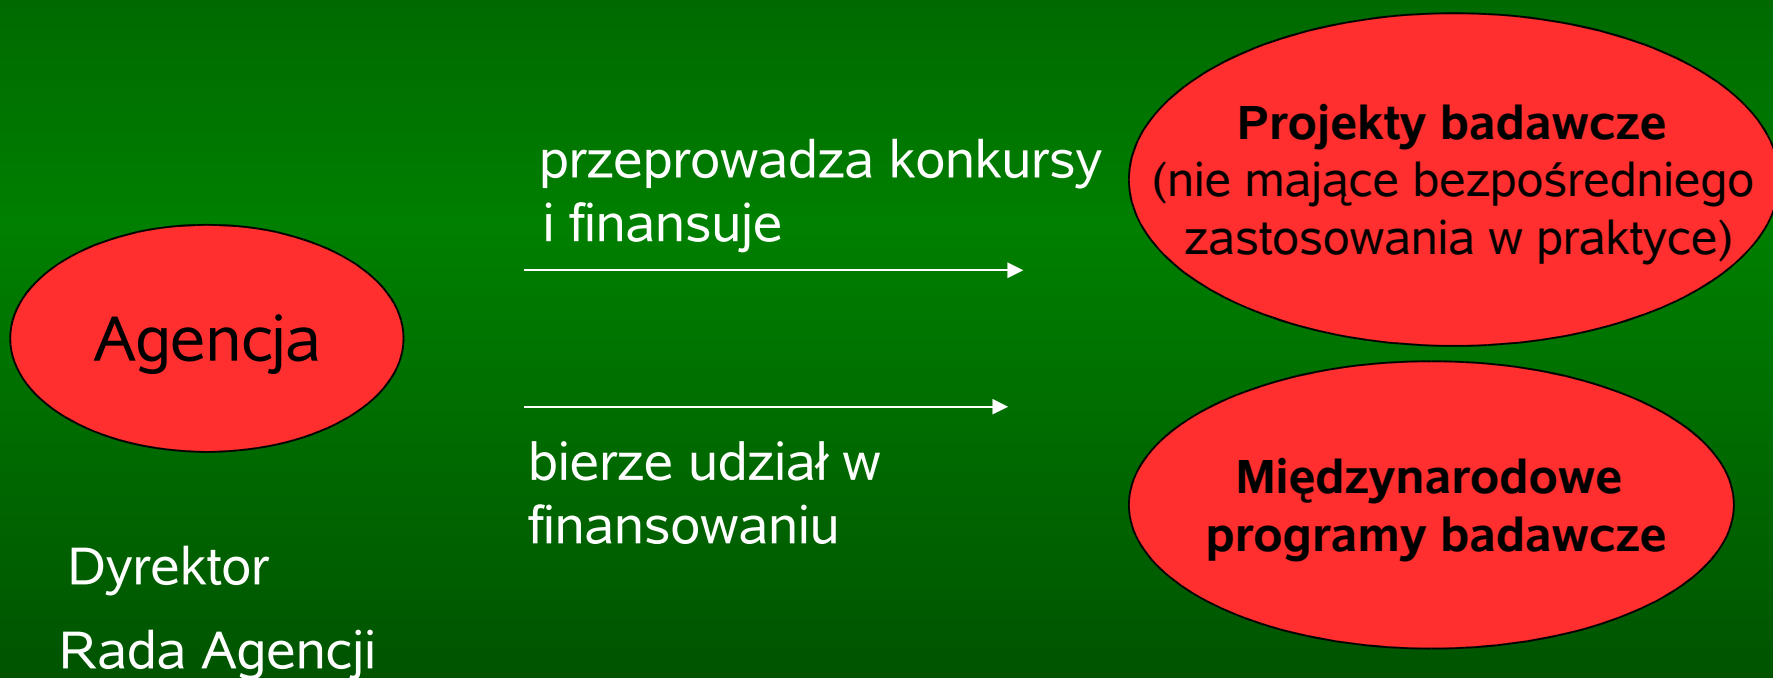 Agencja
Dyrektor
Rada Agencji
przeprowadza konkursy
i finansuje
bierze udział w
finansowaniu
Projekty badawcze
(nie mające bezpośredniego
zastosowania w praktyce)
Międzynarodowe
programy badawcze